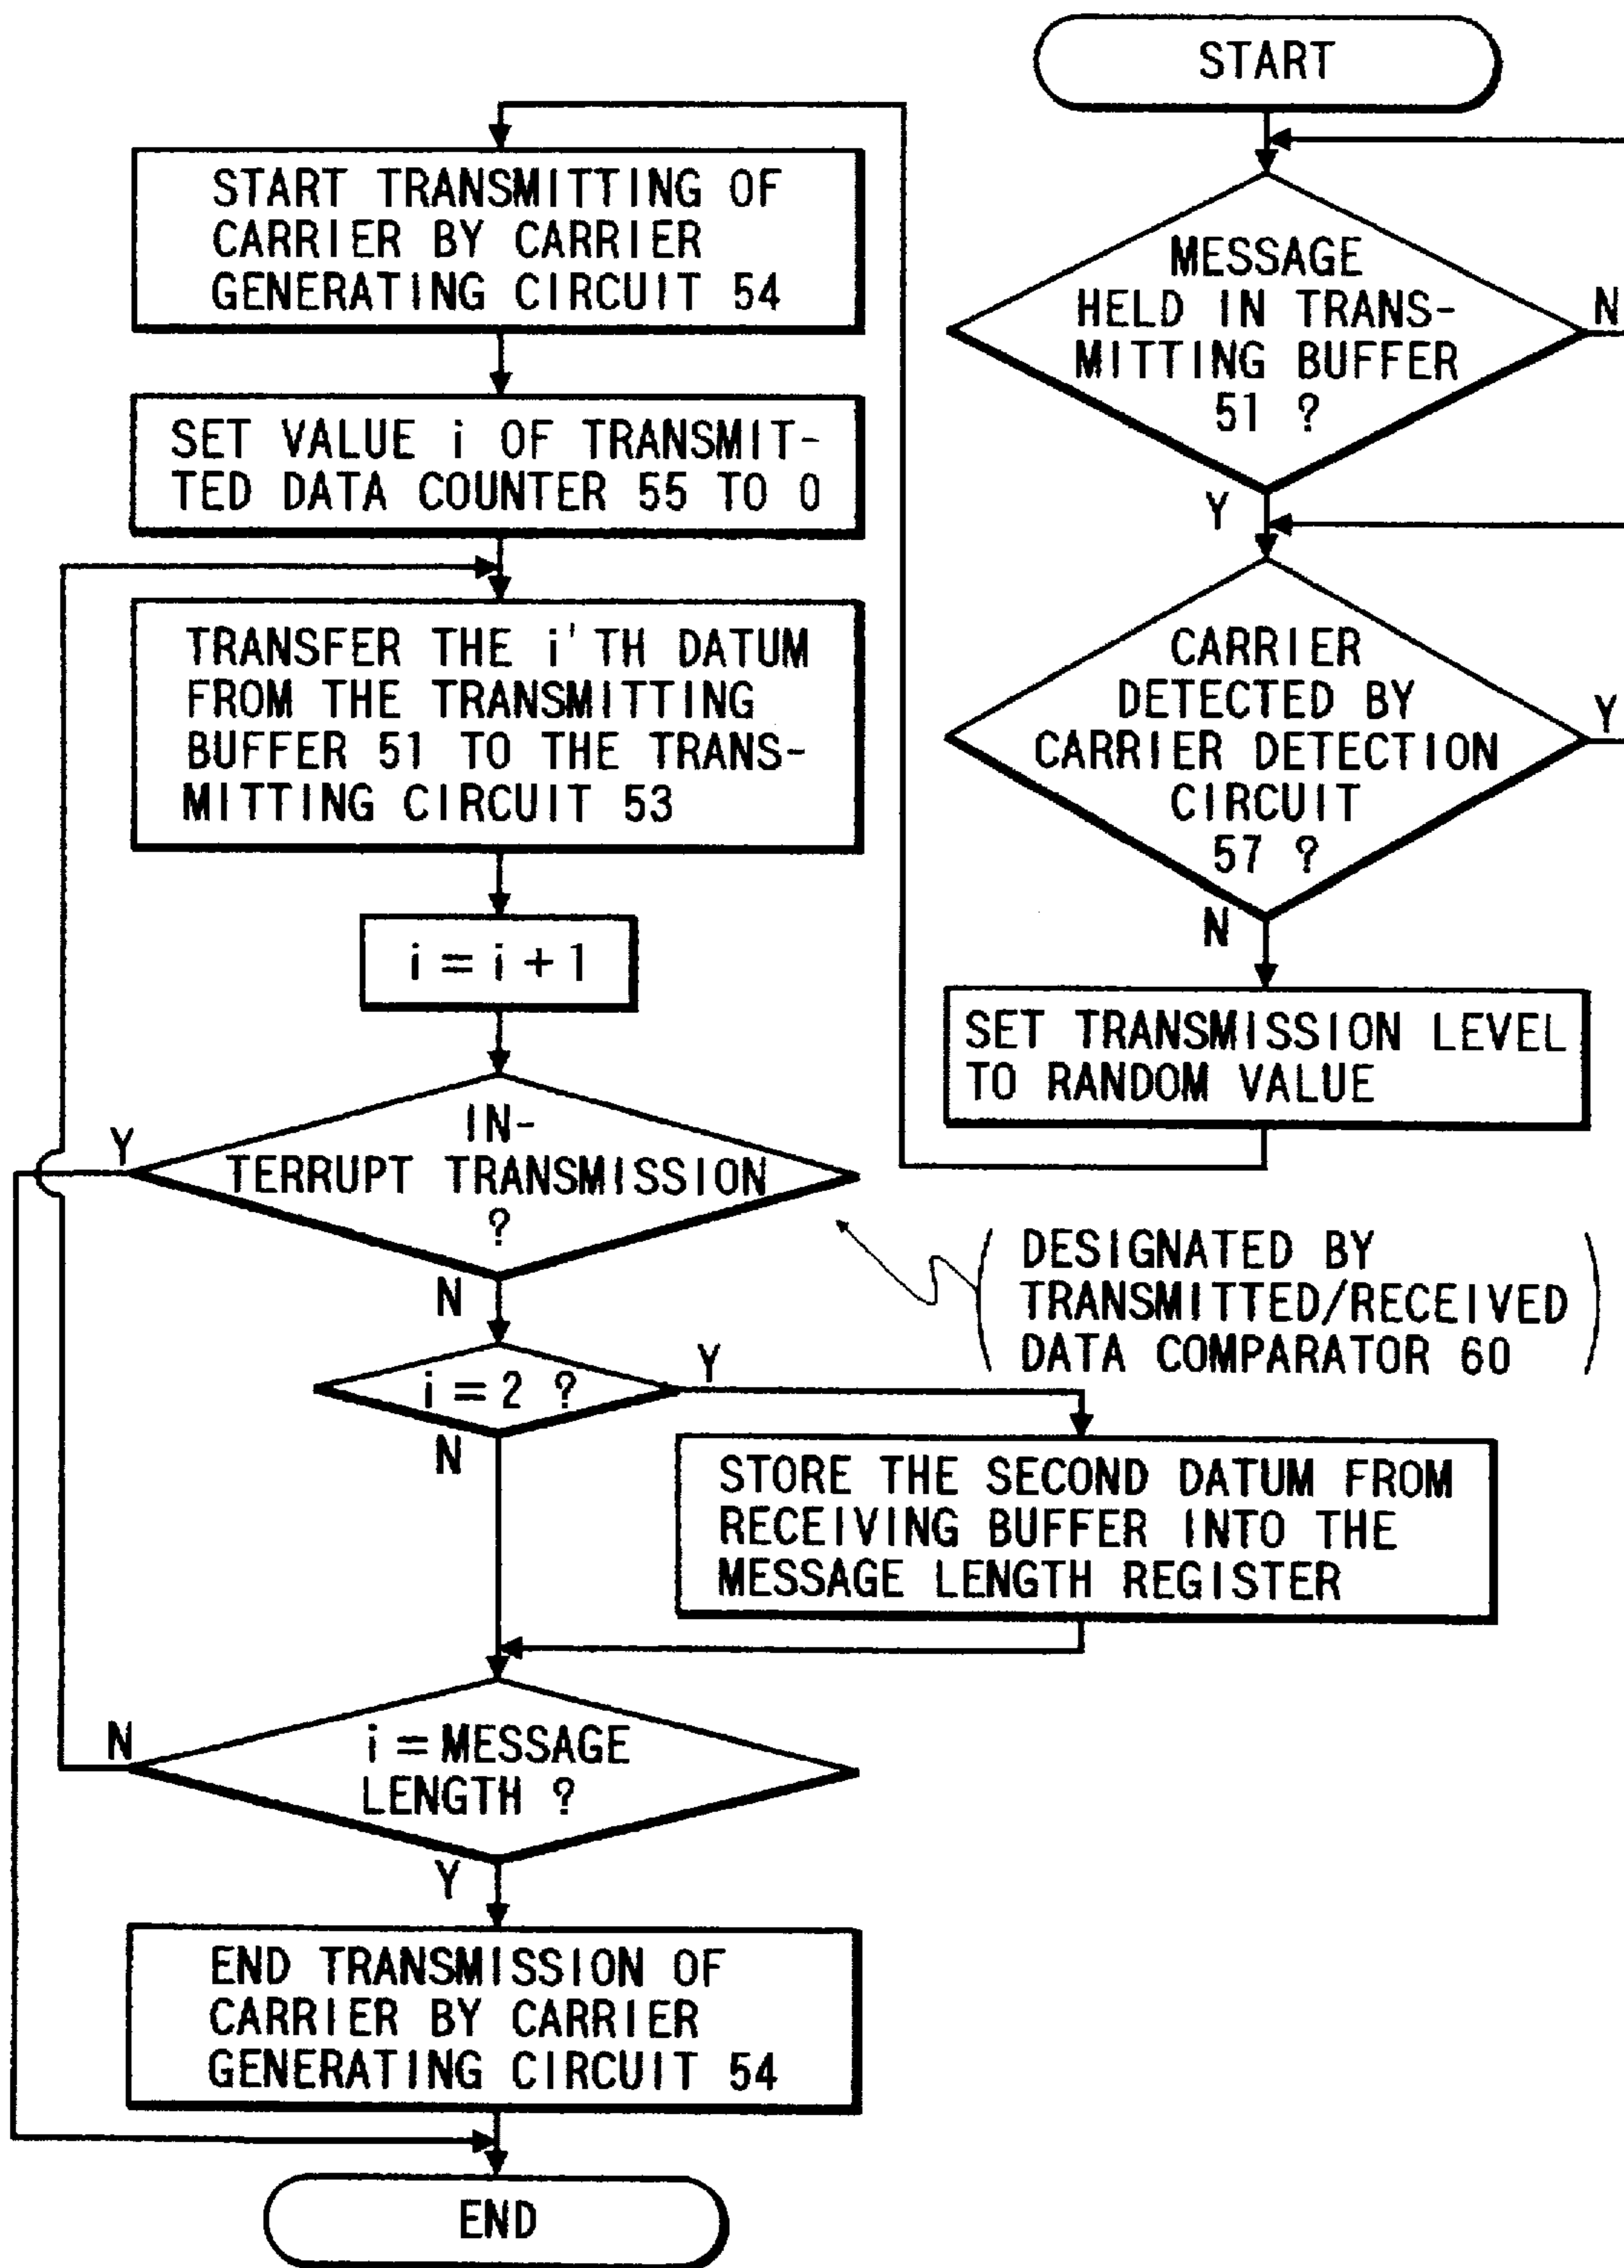 START
MESSAGE
HELD IN TRANS-
MITTING BUFFER
51 ?
N
Y
CARRIER
DETECTED BY
CARRIER DETECTION
CIRCUIT
57 ?
Y
N
SET TRANSMISSION LEVEL
TO RANDOM VALUE
START TRANSMITTING OF
CARRIER BY CARRIER
GENERATING CIRCUIT 54
SET VALUE i OF TRANSMIT-
TED DATA COUNTER 55 TO 0
TRANSFER THE i'TH DATUM
FROM THE TRANSMITTING
BUFFER 51 TO THE TRANS-
MITTING CIRCUIT 53
i = i + 1
IN-
TERRUPT TRANSMISSION
?
Y
N
DESIGNATED BY
TRANSMITTED/RECEIVED
DATA COMPARATOR 60
i = 2 ?
Y
N
STORE THE SECOND DATUM FROM
RECEIVING BUFFER INTO THE
MESSAGE LENGTH REGISTER
i = MESSAGE
LENGTH ?
N
Y
END TRANSMISSION OF
CARRIER BY CARRIER
GENERATING CIRCUIT 54
END